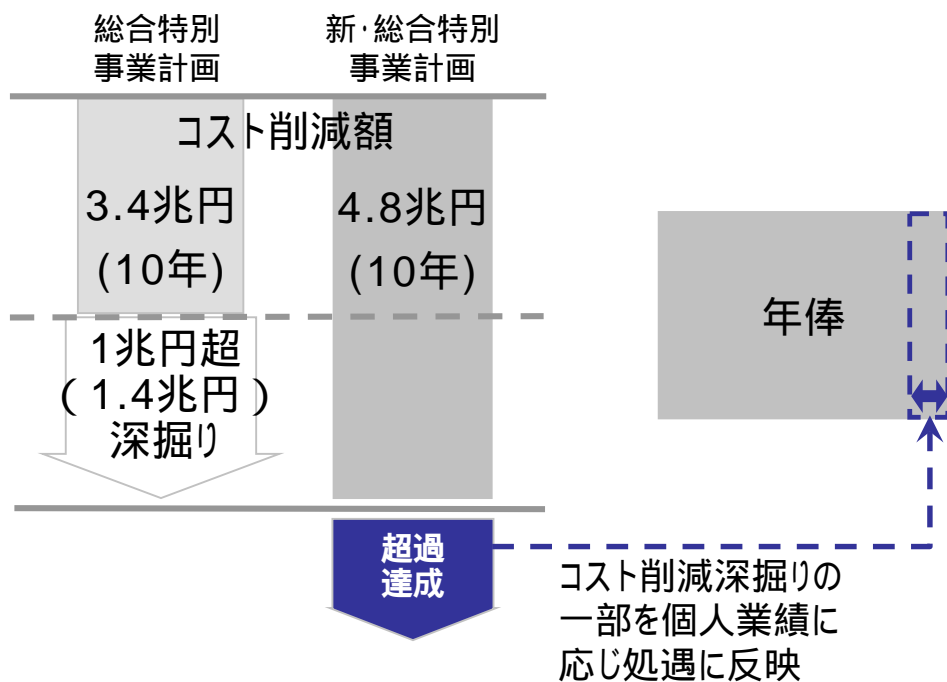 総合特別
事業計画
新・総合特別
事業計画
コスト削減額
3.4兆円
(10年)
4.8兆円
(10年)
1兆円超
(1.4兆円)
深掘り
年俸
超過
達成
コスト削減深掘りの
一部を個人業績に
応じ処遇に反映